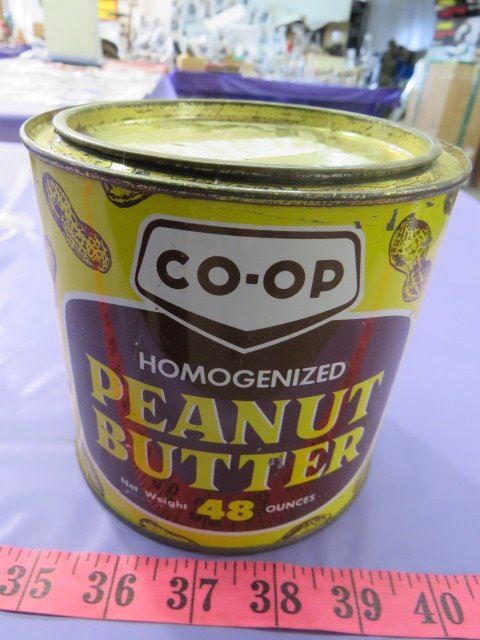 CO-OP
HOMOGENIZED
PEANUT
BUTTER
Net Weight 48 OUNCES
35 36 37 38 39 40